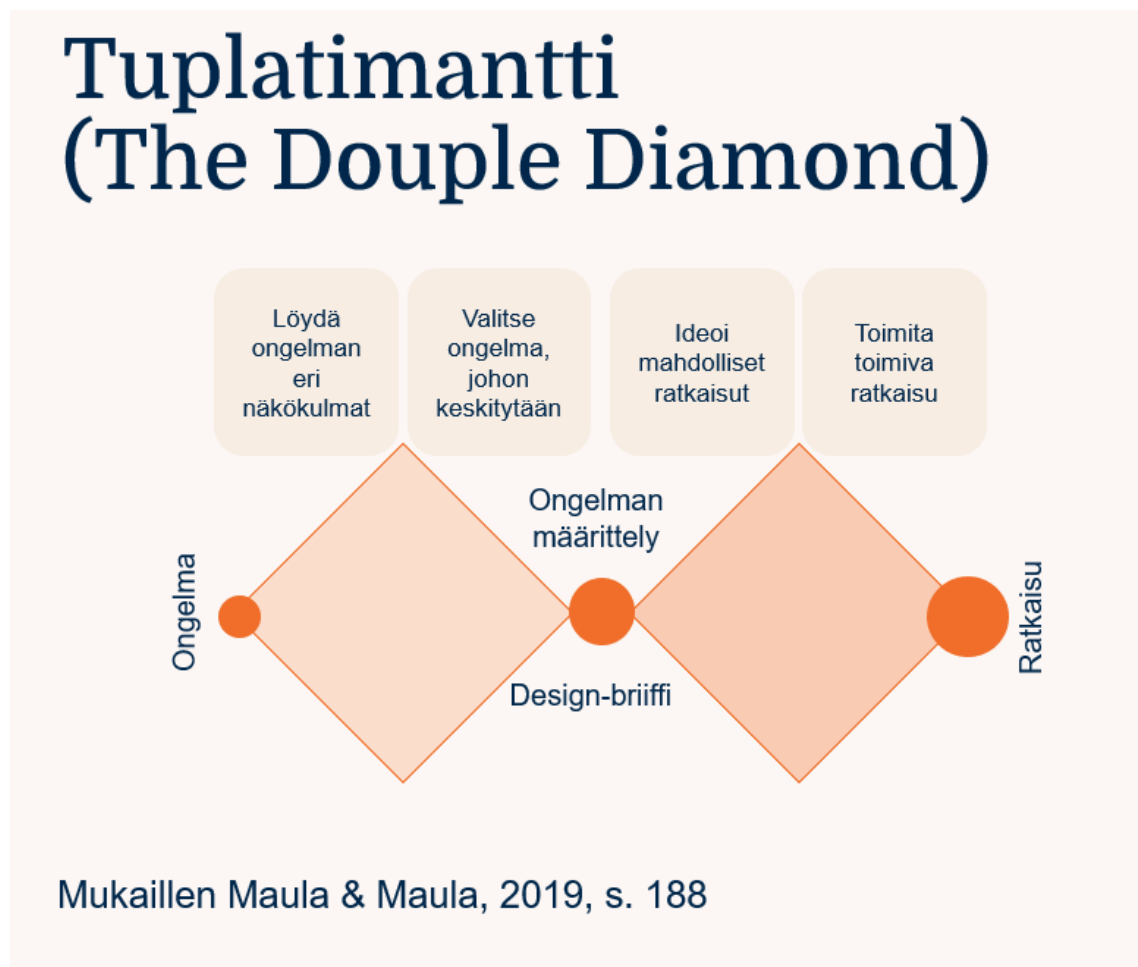 Tuplatimantti
(The Douple Diamond)
Löydä
ongelman
eri
näkökulmat
Valitse
ongelma,
johon
keskitytään
Ideoi
mahdolliset
ratkaisut
Toimita
toimiva
ratkaisu
Ongelma
Ongelman
määrittely
Design-briiffi
Ratkaisu
Mukaillen Maula & Maula, 2019, s. 188